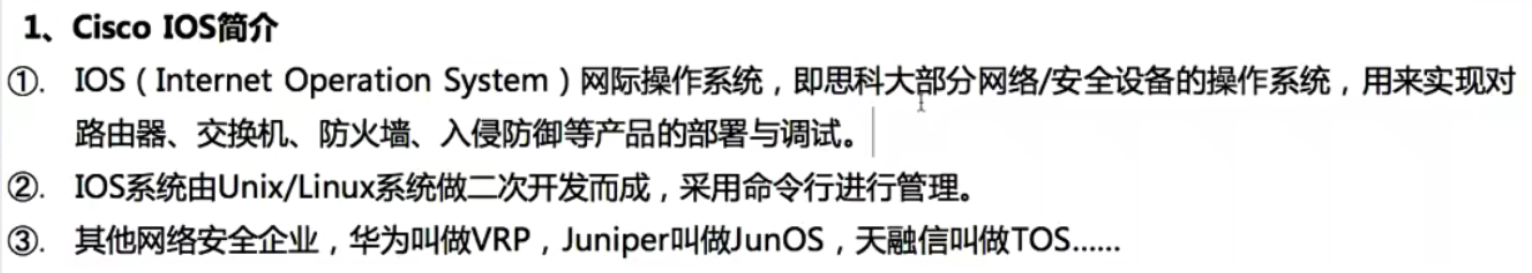 1、Cisco IOS简介
①. IOS（Internet Operation System）网际操作系统，即思科大部分网络/安全设备的操作系统，用来实现对
路由器、交换机、防火墙、入侵防御等产品的部署与调试。
②. IOS系统由Unix/Linux系统做二次开发而成，采用命令行进行管理。
③. 其他网络安全企业，华为叫做VRP，Juniper叫做JunOS，天融信叫做TOS......